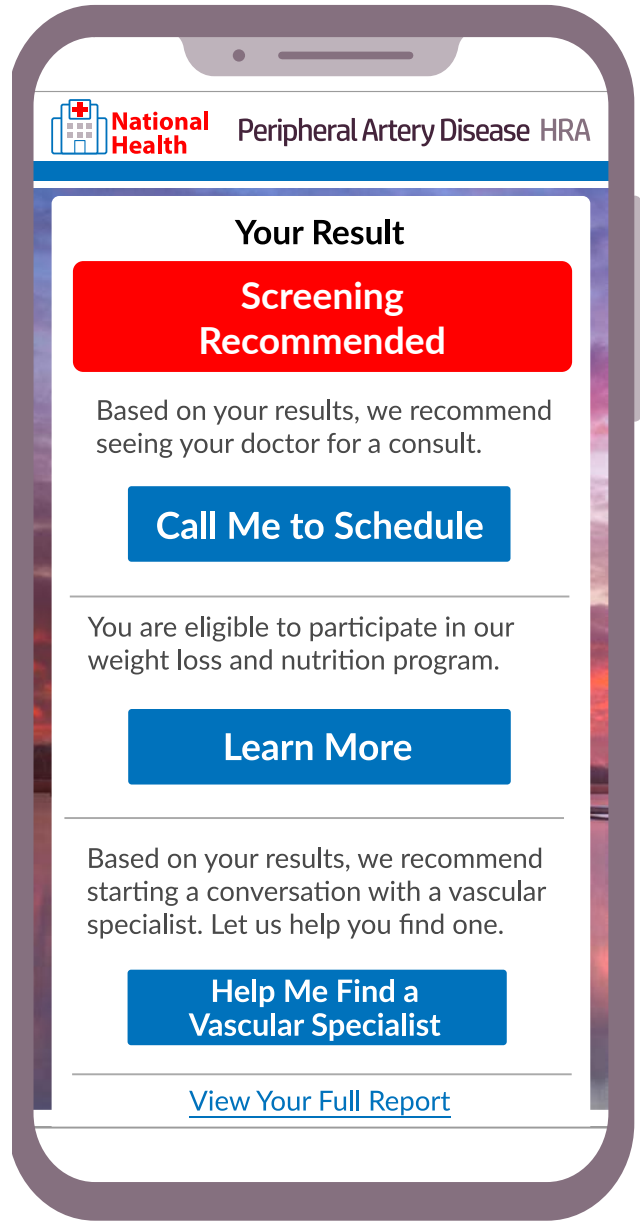 National
Health
Peripheral Artery Disease HRA
Your Result
Screening
Recommended
Based on your results, we recommend
seeing your doctor for a consult.
Call Me to Schedule
You are eligible to participate in our
weight loss and nutrition program.
Learn More
Based on your results, we recommend
starting a conversation with a vascular
specialist. Let us help you find one.
Help Me Find a
Vascular Specialist
View Your Full Report